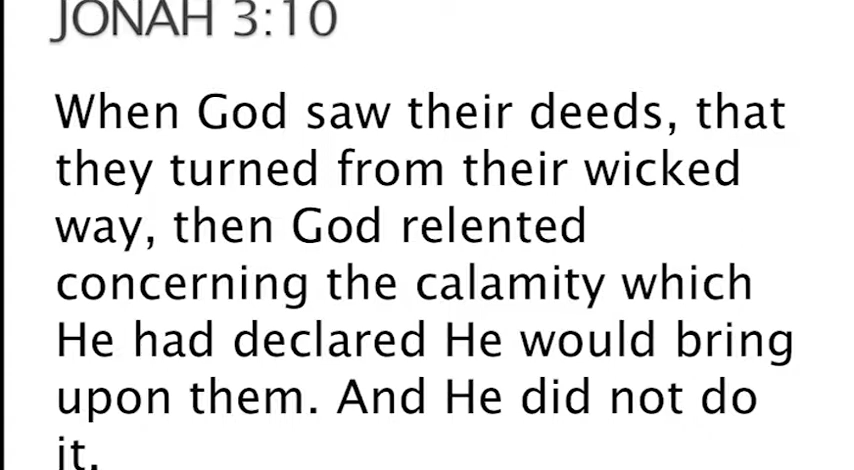 JONAH 3:10
When God saw their deeds, that
they turned from their wicked
way, then God relented
concerning the calamity which
He had declared He would bring
upon them. And He did not do
it.